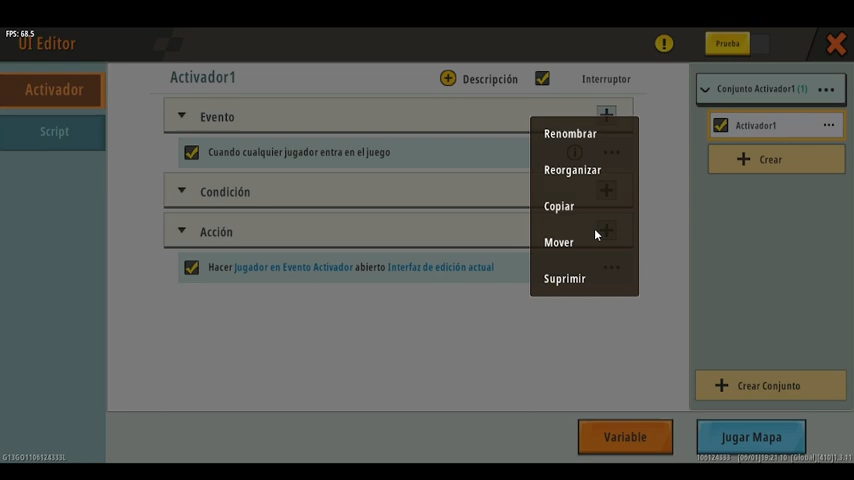 FPS: 68.5
UI Editor
Prueba
Activador
Script
Activador1
Descripción
Interruptor
Evento
Cuando cualquier jugador entra en el juego
Condición
Acción
Hacer Jugador en Evento Activador abierto Interfaz de edición actual
Renombrar
Reorganizar
Copiar
Mover
Suprimir
Conjunto Activador1 (1)
Activador1
Crear
Crear Conjunto
Variable
Jugar Mapa